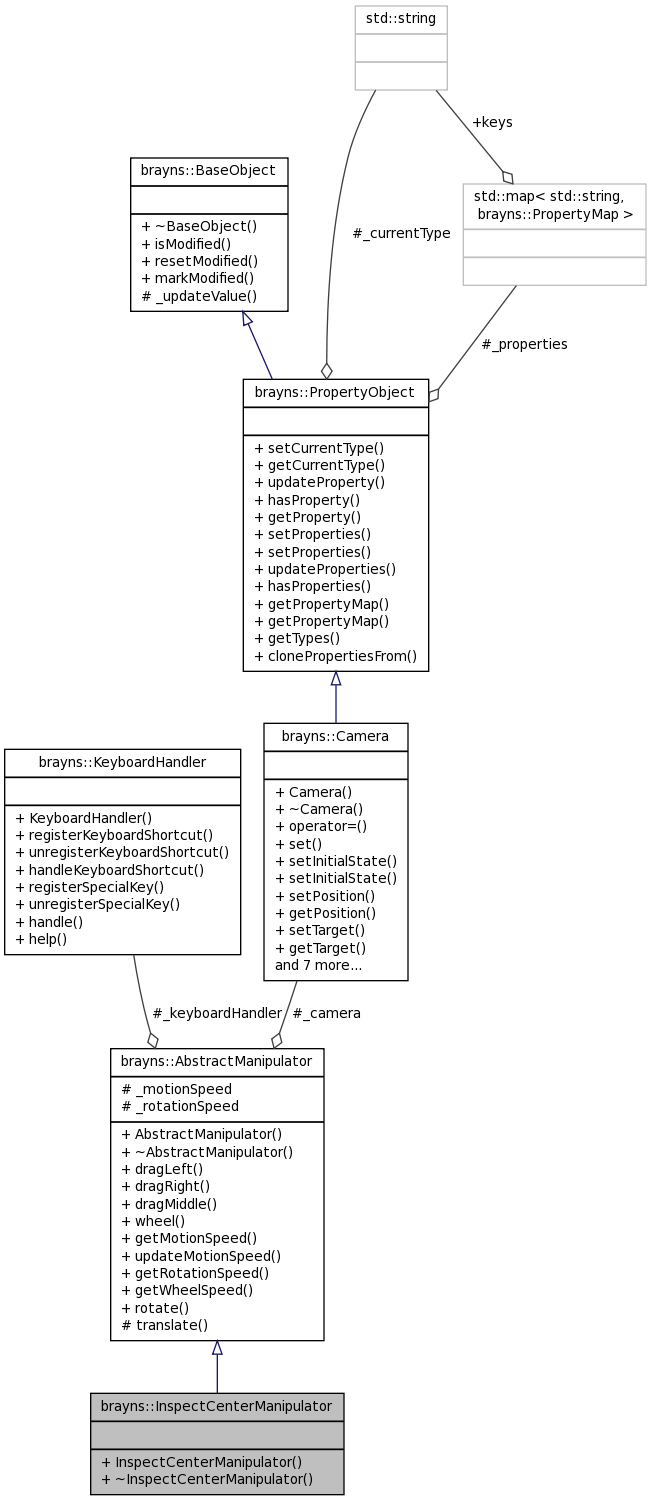 std::string
+keys
brayns::BaseObject
+ ~BaseObject()
+ isModified()
+ resetModified()
+ markModified()
# _updateValue()
std::map< std::string,
brayns::PropertyMap >
#_currentType
#_properties
brayns::PropertyObject
+ setCurrentType()
+ getCurrentType()
+ updateProperty()
+ hasProperty()
+ getProperty()
+ setProperties()
+ setProperties()
+ updateProperties()
+ hasProperties()
+ getPropertyMap()
+ getPropertyMap()
+ getTypes()
+ clonePropertiesFrom()
brayns::KeyboardHandler
+ KeyboardHandler()
+ registerKeyboardShortcut()
+ unregisterKeyboardShortcut()
+ handleKeyboardShortcut()
+ registerSpecialKey()
+ unregisterSpecialKey()
+ handle()
+ help()
brayns::Camera
+ Camera()
+ ~Camera()
+ operator=()
+ set()
+ setInitialState()
+ setInitialState()
+ setPosition()
+ getPosition()
+ setTarget()
+ getTarget()
and 7 more...
#_keyboardHandler
#_camera
brayns::AbstractManipulator
# _motionSpeed
# _rotationSpeed
+ AbstractManipulator()
+ ~AbstractManipulator()
+ dragLeft()
+ dragRight()
+ dragMiddle()
+ wheel()
+ getMotionSpeed()
+ updateMotionSpeed()
+ getRotationSpeed()
+ getWheelSpeed()
+ rotate()
# translate()
brayns::InspectCenterManipulator
+ InspectCenterManipulator()
+ ~InspectCenterManipulator()